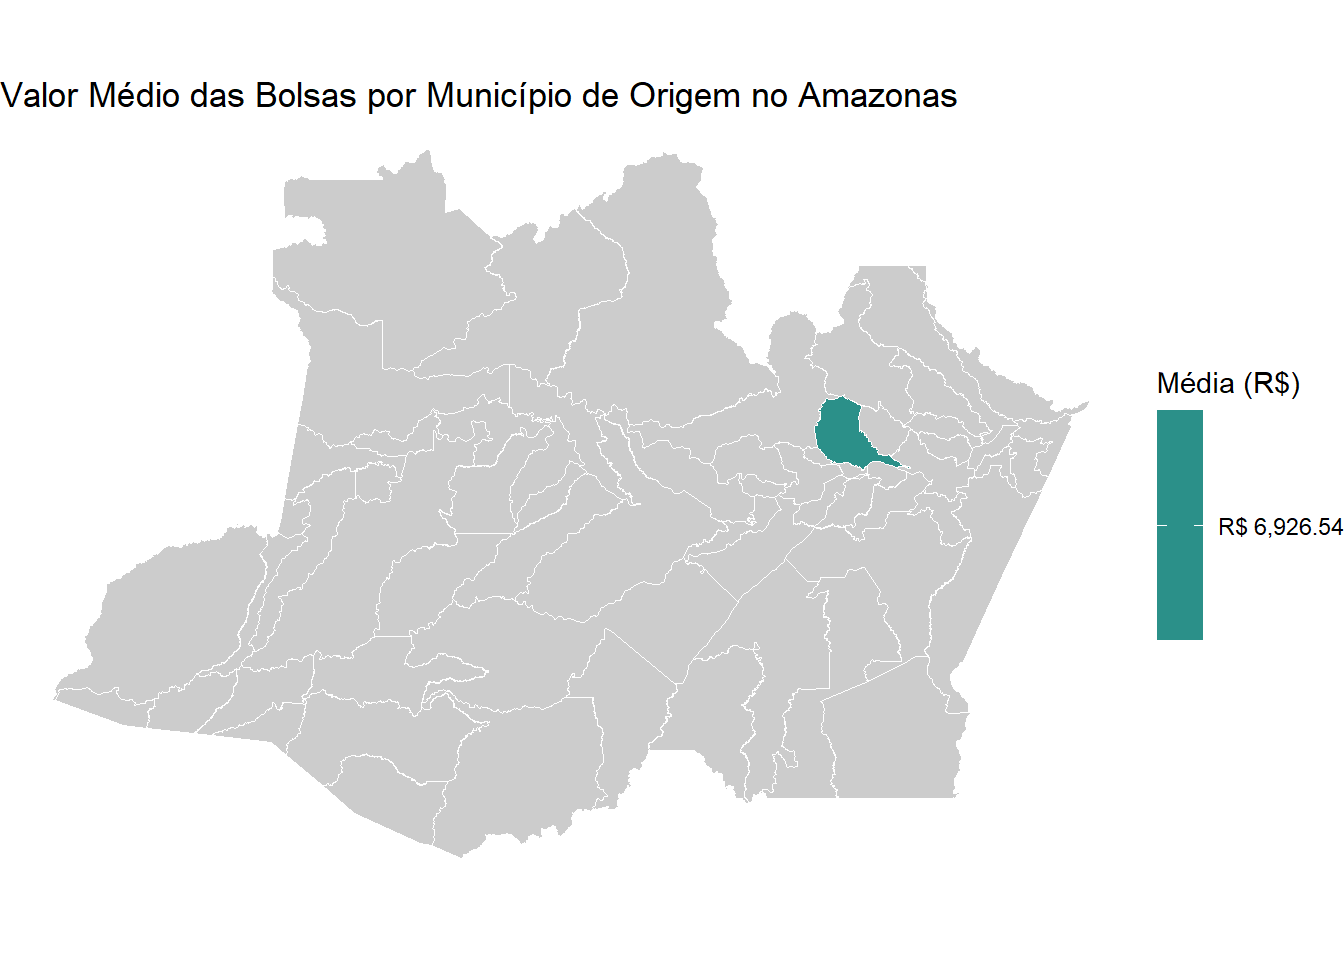 Valor Médio das Bolsas por Município de Origem no Amazonas
Média (R$)
R$ 6,926.54